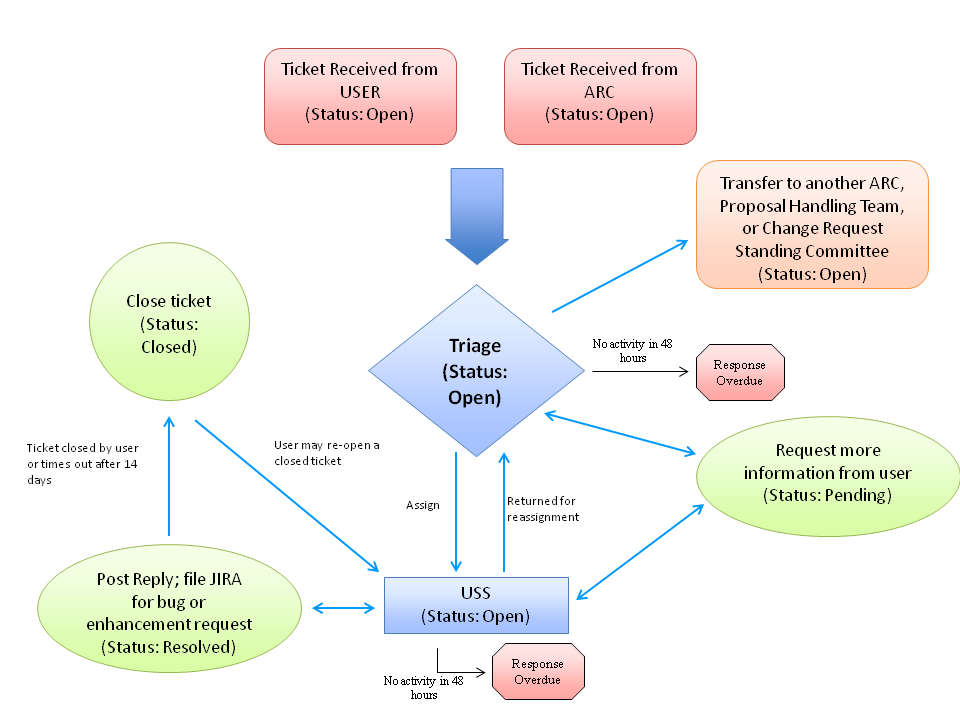 Ticket Received from
USER
(Status: Open)
Ticket Received from
ARC
(Status: Open)
Transfer to another ARC,
Proposal Handling Team,
or Change Request
Standing Committee
(Status: Open)
Close ticket
(Status:
Closed)
Triage
(Status:
Open)
No activity in 48
hours
Response
Overdue
Ticket closed by user
or times out after 14
days
User may re-open a
closed ticket
Request more
information from user
(Status: Pending)
Assign
Returned for
reassignment
Post Reply; file JIRA
for bug or
enhancement request
(Status: Resolved)
USS
(Status: Open)
No activity in 48
hours
Response
Overdue